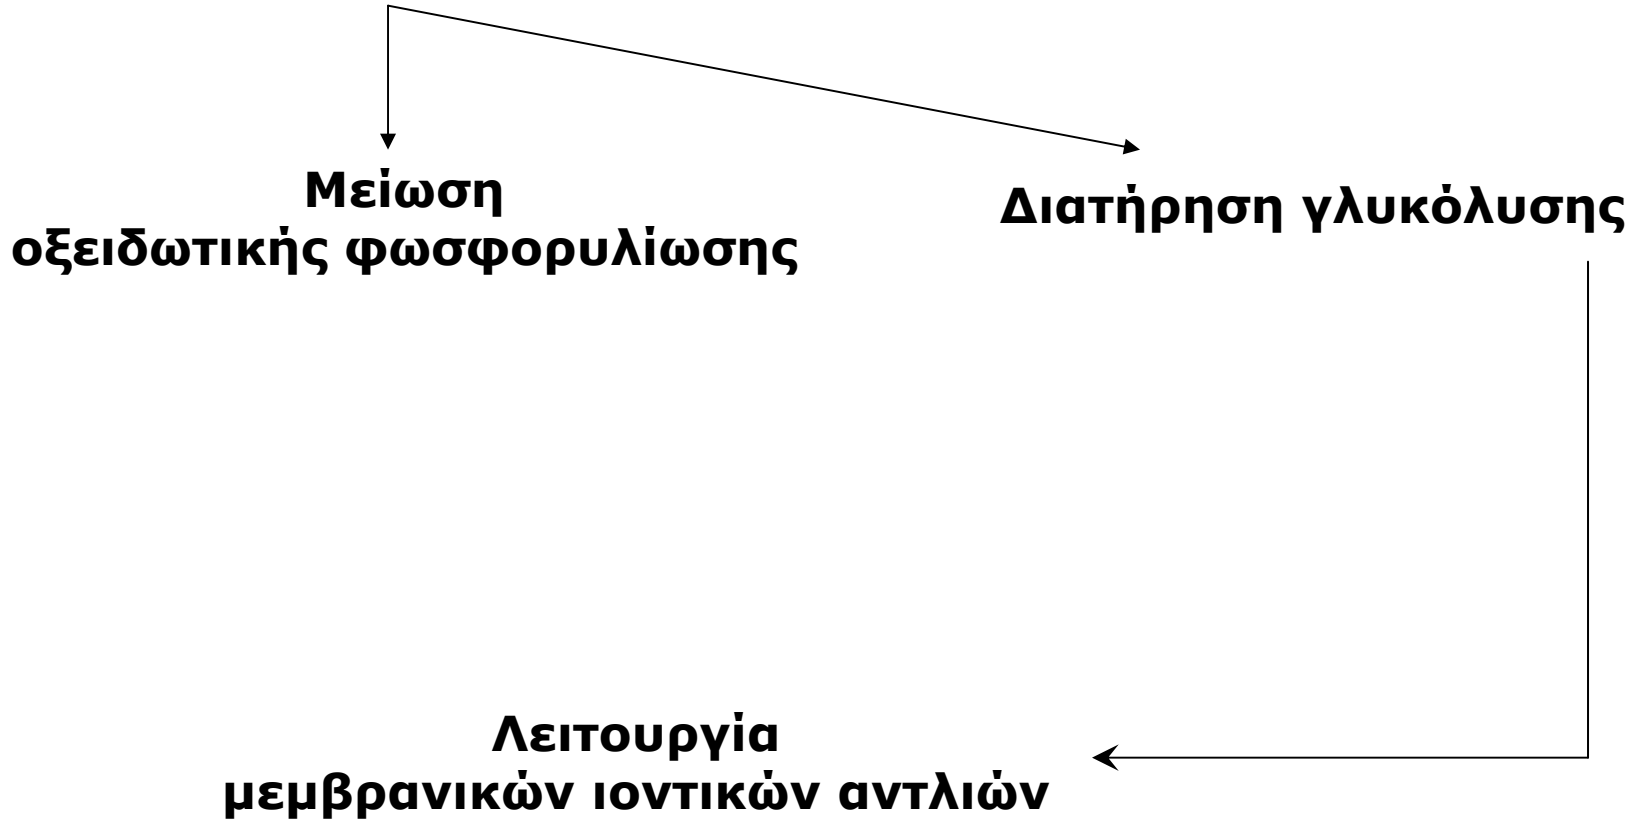 Μείωση
οξειδωτικής φωσφορυλίωσης
Διατήρηση γλυκόλυσης
Λειτουργία
μεμβρανικών ιοντικών αντλιών